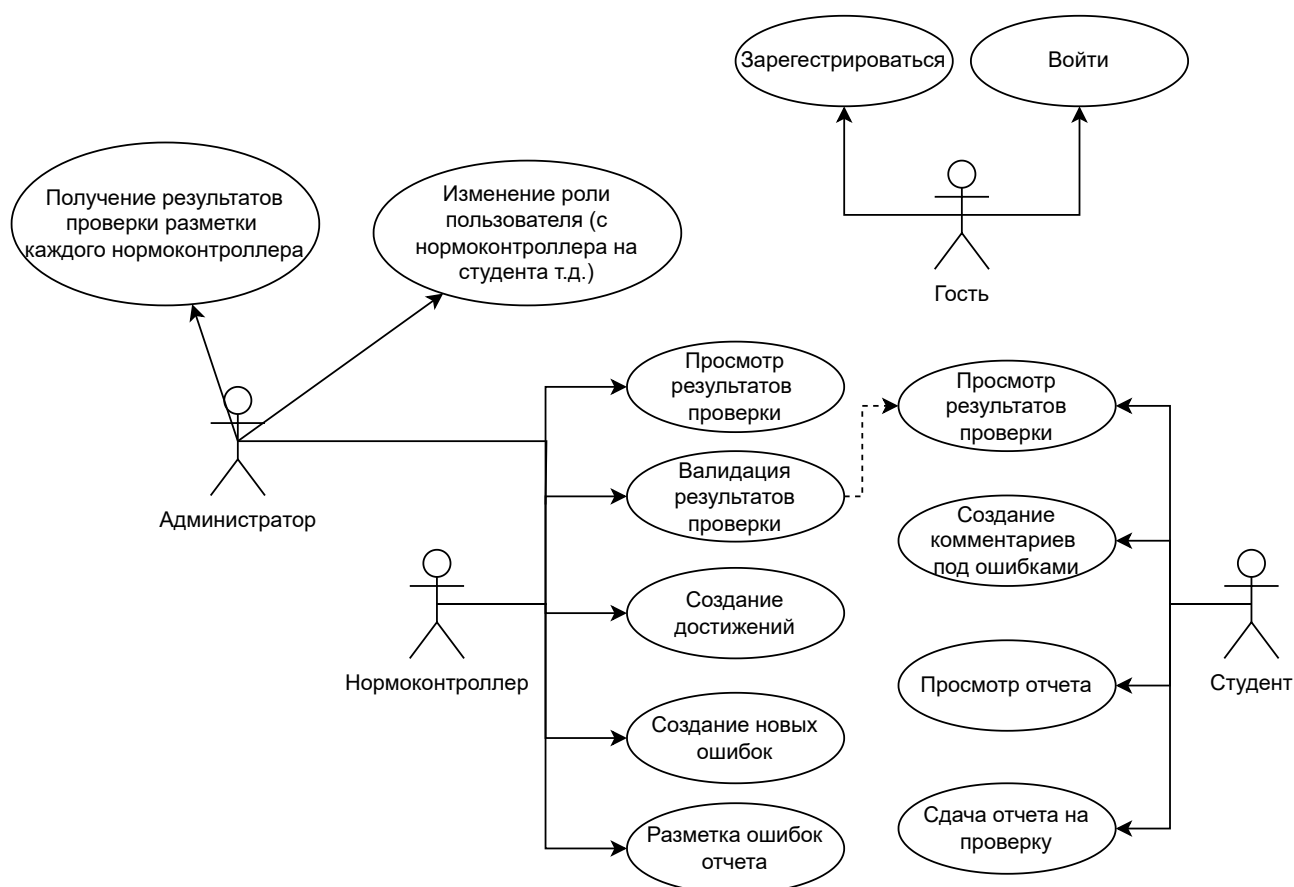 Зарегестрироваться
Войти
Гость
Получение результатов
проверки разметки
каждого нормоконтроллера
Изменение роли
пользователя (с
нормоконтроллера на
студента т.д.)
Администратор
Просмотр
результатов
проверки
Валидация
результатов
проверки
Создание
достижений
Создание новых
ошибок
Разметка ошибок
отчета
Нормоконтроллер
Просмотр
результатов
проверки
Создание
комментариев
под ошибками
Просмотр отчета
Сдача отчета на
проверку
Студент